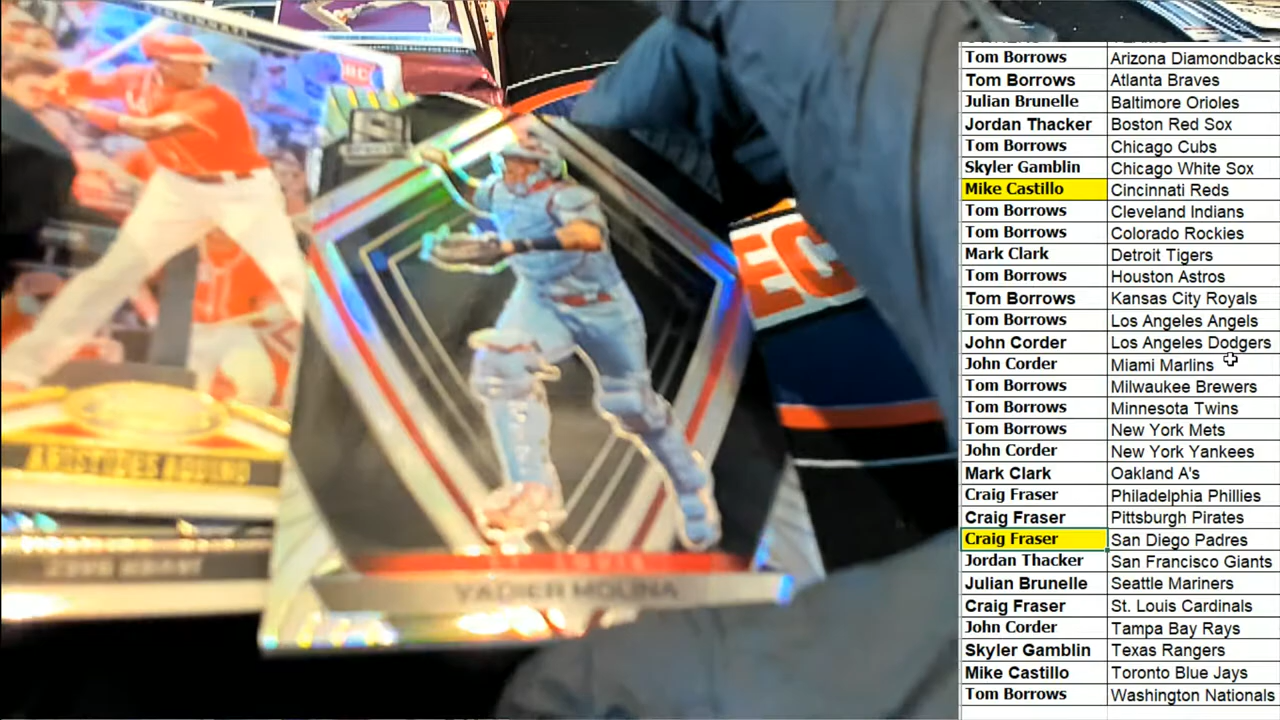 CINCINNATI
RC
EC
ARISTIDES AQUINO
ST. LOUIS
YADIER MOLINA
Tom Borrows Arizona Diamondbacks
Tom Borrows Atlanta Braves
Julian Brunelle Baltimore Orioles
Jordan Thacker Boston Red Sox
Tom Borrows Chicago Cubs
Skyler Gamblin Chicago White Sox
Mike Castillo Cincinnati Reds
Tom Borrows Cleveland Indians
Tom Borrows Colorado Rockies
Mark Clark Detroit Tigers
Tom Borrows Houston Astros
Tom Borrows Kansas City Royals
Tom Borrows Los Angeles Angels
John Corder Los Angeles Dodgers
John Corder Miami Marlins
Tom Borrows Milwaukee Brewers
Tom Borrows Minnesota Twins
Tom Borrows New York Mets
John Corder New York Yankees
Mark Clark Oakland A's
Craig Fraser Philadelphia Phillies
Craig Fraser Pittsburgh Pirates
Craig Fraser San Diego Padres
Jordan Thacker San Francisco Giants
Julian Brunelle Seattle Mariners
Craig Fraser St. Louis Cardinals
John Corder Tampa Bay Rays
Skyler Gamblin Texas Rangers
Mike Castillo Toronto Blue Jays
Tom Borrows Washington Nationals